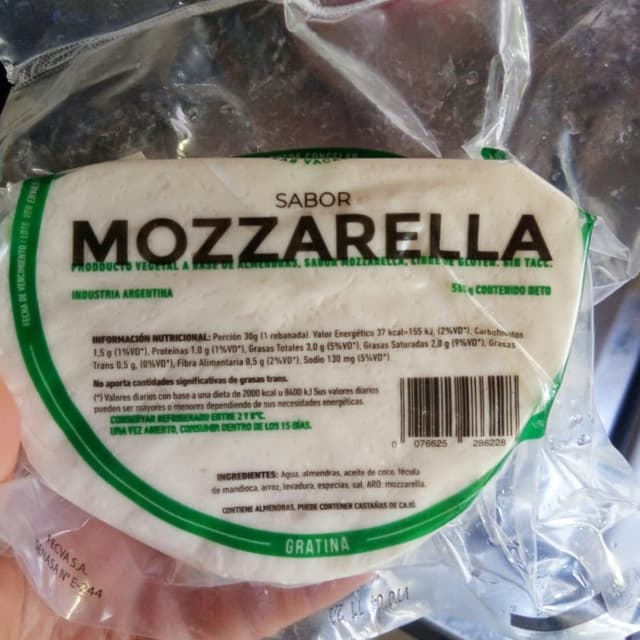 SABOR
MOZZARELLA
PRODUCTO VEGETAL A BASE DE ALMENDRAS, SABOR MOZZARELLA, LIBRE DE GLUTEN, SIN TACC.
INDUSTRIA ARGENTINA
CONTENIDO NETO
FECHA DE VENCIMIENTO / LOTE: VER ENVASE
INFORMACIÓN NUTRICIONAL: Porción 30g (1 rebanada). Valor Energético 37 kcal=155 kJ, (2%VD*), Carbohidratos
1,5 g (1%VD*), Proteínas 1,0 g (1%VD*), Grasas Totales 3,0 g (5%VD*), Grasas Saturadas 2,0 g (9%VD*), Grasas
Trans 0,5 g, (0%VD*), Fibra Alimentaria 0,5 g (2%VD*), Sodio 130 mg (5%VD*)
No aporta cantidades significativas de grasas trans.
(*) Valores diarios con base a una dieta de 2000 kcal u 8400 kJ Sus valores diarios
pueden ser mayores o menores dependiendo de sus necesidades energéticas.
CONSERVAR REFRIGERADO ENTRE 2 Y 8°C.
UNA VEZ ABIERTO, CONSUMIR DENTRO DE LOS 15 DÍAS.
0 076625 286228
INGREDIENTES: Agua, almendras, aceite de coco, fécula
de mandioca, arroz, levadura, especias, sal, ARO: mozzarella.
CONTIENE ALMENDRAS, PUEDE CONTENER CASTAÑAS DE CAJÚ.
GRATINA
S.A.